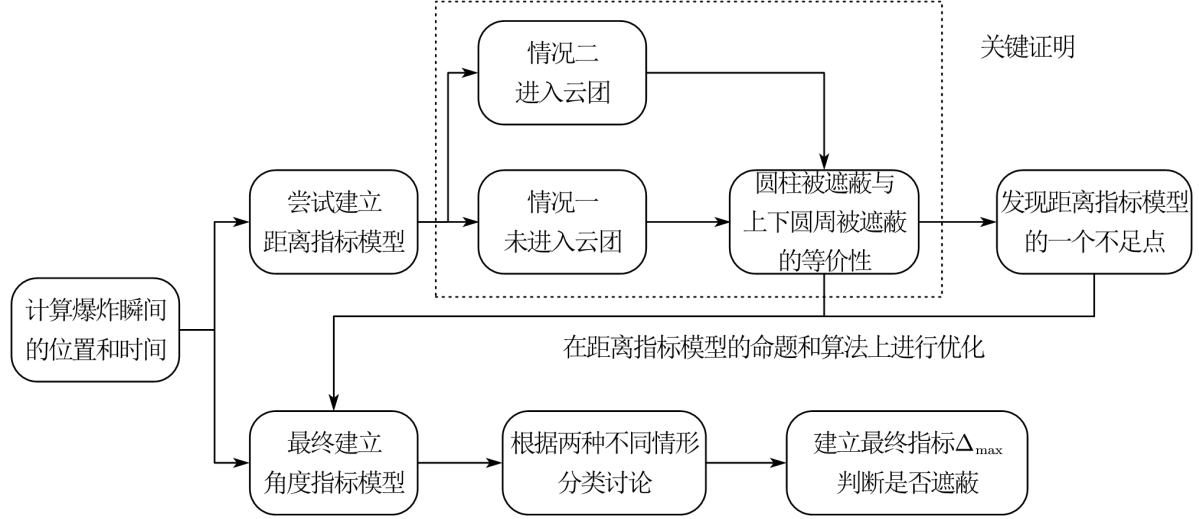 情况二
进入云团
关键证明
尝试建立
距离指标模型
情况一
未进入云团
圆柱被遮蔽与
上下圆周被遮蔽
的等价性
发现距离指标模型
的一个不足点
计算爆炸瞬间
的位置和时间
在距离指标模型的命题和算法上进行优化
最终建立
角度指标模型
根据两种不同情形
分类讨论
建立最终指标Δmax
判断是否遮蔽